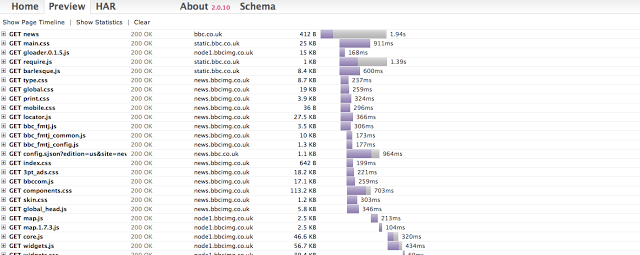 Home Preview HAR About 2.0.10 Schema
Show Page Timeline | Show Statistics | Clear
GET news 200 OK bbc.co.uk 412 B 1.94s
GET main.css 200 OK static.bbc.co.uk 25 KB 911ms
GET gloader.0.1.5.js 200 OK node1.bbcimg.co.uk 15 KB 168ms
GET require.js 200 OK static.bbc.co.uk 1 KB 1.39s
GET barlesque.js 200 OK static.bbc.co.uk 8.4 KB 600ms
GET type.css 200 OK news.bbcimg.co.uk 8.7 KB 237ms
GET global.css 200 OK news.bbcimg.co.uk 19 KB 259ms
GET print.css 200 OK news.bbcimg.co.uk 3.9 KB 324ms
GET mobile.css 200 OK news.bbcimg.co.uk 36 B 296ms
GET locator.js 200 OK news.bbcimg.co.uk 27.5 KB 366ms
GET bbc_fmtj.js 200 OK news.bbcimg.co.uk 3.5 KB 306ms
GET bbc_fmtj_common.js 200 OK news.bbcimg.co.uk 10 KB 173ms
GET bbc_fmtj_config.js 200 OK news.bbcimg.co.uk 1.3 KB 177ms
GET config.sjson?edition=us&site=new 200 OK news.bbc.co.uk 1.1 KB 964ms
GET index.css 200 OK news.bbcimg.co.uk 642 B 199ms
GET 3pt_ads.css 200 OK news.bbcimg.co.uk 18.2 KB 221ms
GET bbccom.js 200 OK news.bbcimg.co.uk 17.1 KB 259ms
GET components.css 200 OK news.bbcimg.co.uk 113.2 KB 703ms
GET skin.css 200 OK news.bbcimg.co.uk 1.2 KB 303ms
GET global_head.js 200 OK news.bbcimg.co.uk 5.8 KB 346ms
GET map.js 200 OK node1.bbcimg.co.uk 2.5 KB 213ms
GET map.1.7.3.js 200 OK node1.bbcimg.co.uk 2.5 KB 104ms
GET core.js 200 OK node1.bbcimg.co.uk 46.6 KB 320ms
GET widgets.js 200 OK node1.bbcimg.co.uk 56.7 KB 434ms